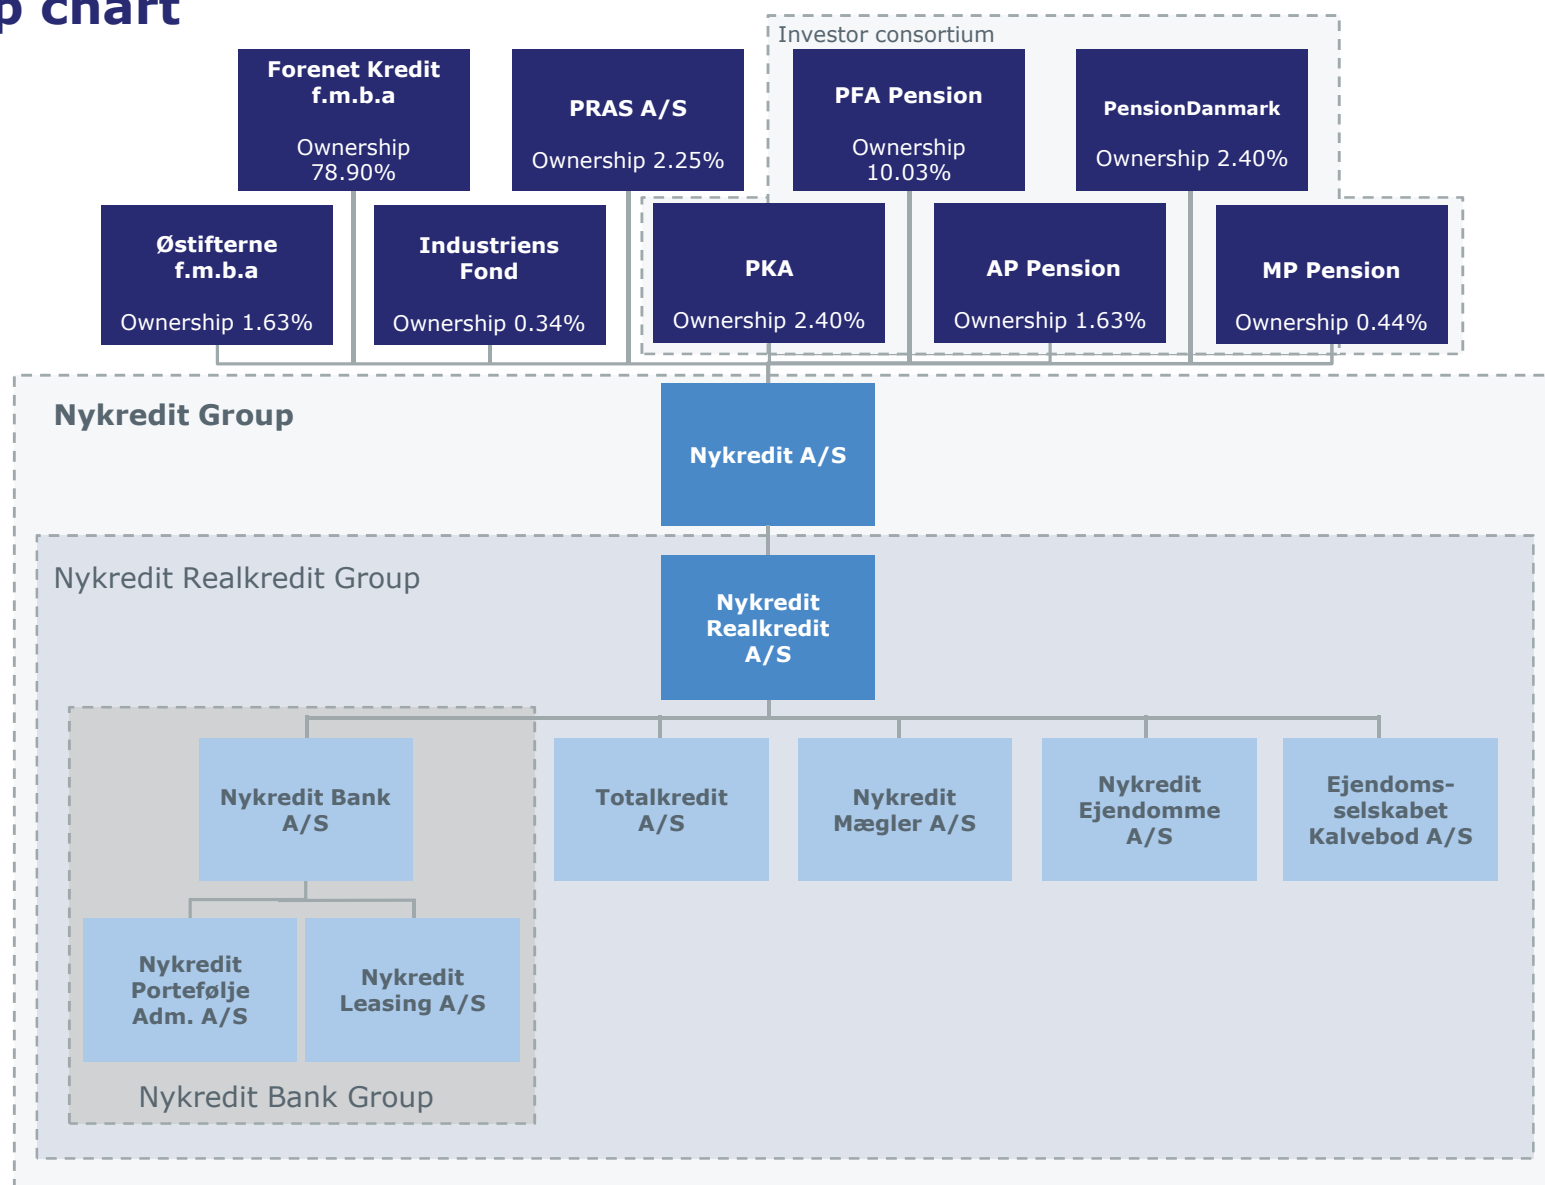 p chart
Investor consortium
Forenet Kredit
f.m.b.a
Ownership
78.90%
PRAS A/S
Ownership 2.25%
PFA Pension
Ownership
10.03%
PensionDanmark
Ownership 2.40%
Østifterne
f.m.b.a
Ownership 1.63%
Industriens
Fond
Ownership 0.34%
PKA
Ownership 2.40%
AP Pension
Ownership 1.63%
MP Pension
Ownership 0.44%
Nykredit Group
Nykredit A/S
Nykredit Realkredit Group
Nykredit
Realkredit
A/S
Nykredit Bank
A/S
Totalkredit
A/S
Nykredit
Mægler A/S
Nykredit
Ejendomme
A/S
Ejendoms-
selskabet
Kalvebod A/S
Nykredit
Portefølje
Adm. A/S
Nykredit
Leasing A/S
Nykredit Bank Group